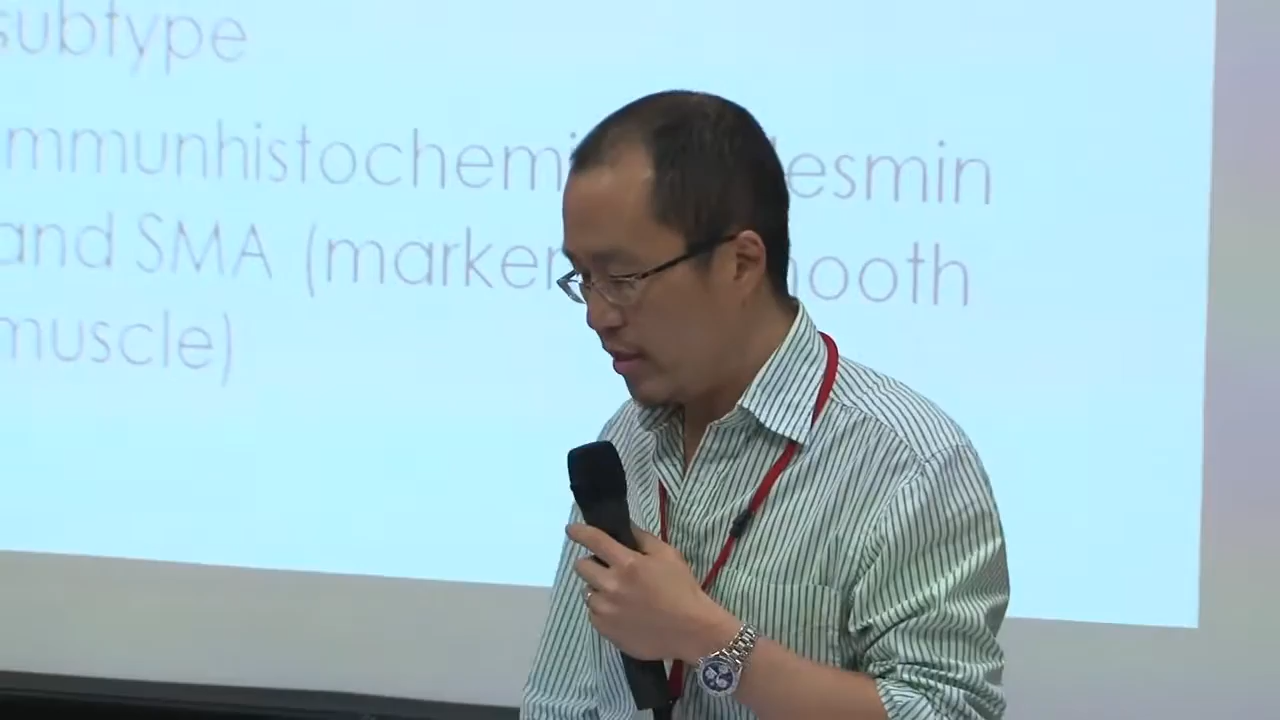 subtype
mmunhistochemi esmin
and SMA (marker mooth
muscle)